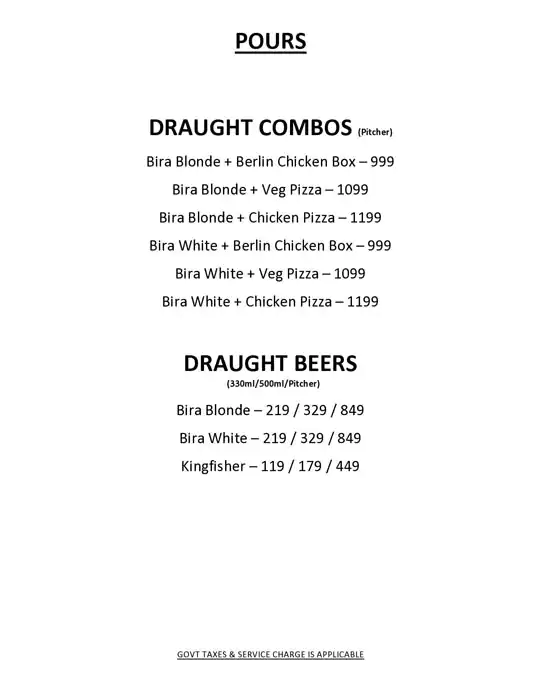 POURS
DRAUGHT COMBOS (Pitcher)
Bira Blonde + Berlin Chicken Box – 999
Bira Blonde + Veg Pizza – 1099
Bira Blonde + Chicken Pizza – 1199
Bira White + Berlin Chicken Box – 999
Bira White + Veg Pizza – 1099
Bira White + Chicken Pizza – 1199
DRAUGHT BEERS
(330ml/500ml/Pitcher)
Bira Blonde – 219 / 329 / 849
Bira White – 219 / 329 / 849
Kingfisher – 119 / 179 / 449
GOVT TAXES & SERVICE CHARGE IS APPLICABLE